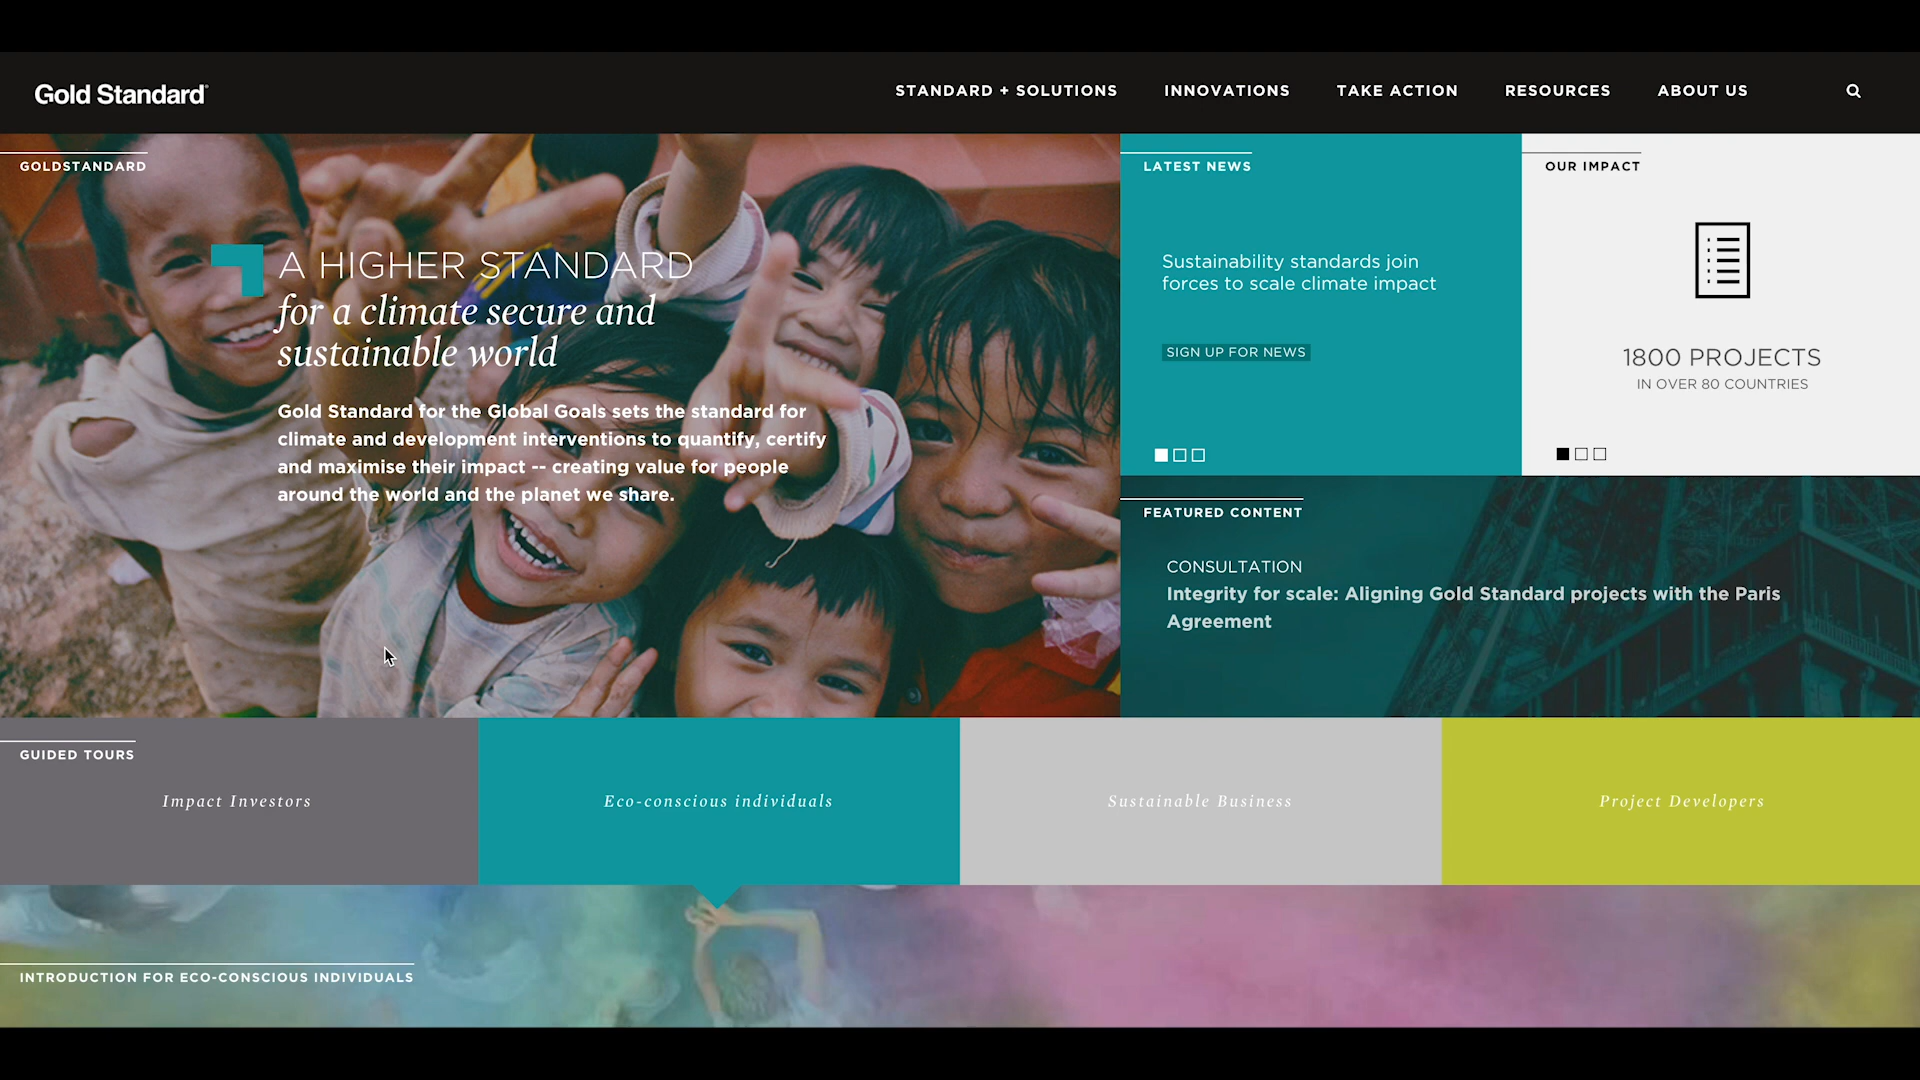 Gold Standard
STANDARD + SOLUTIONS
INNOVATIONS
TAKE ACTION
RESOURCES
ABOUT US
GOLDSTANDARD
A HIGHER STANDARD
for a climate secure and
sustainable world
Gold Standard for the Global Goals sets the standard for
climate and development interventions to quantify, certify
and maximise their impact -- creating value for people
around the world and the planet we share.
LATEST NEWS
Sustainability standards join
forces to scale climate impact
SIGN UP FOR NEWS
OUR IMPACT
1800 PROJECTS
IN OVER 80 COUNTRIES
FEATURED CONTENT
CONSULTATION
Integrity for scale: Aligning Gold Standard projects with the Paris
Agreement
GUIDED TOURS
Impact Investors
Eco-conscious individuals
Sustainable Business
Project Developers
INTRODUCTION FOR ECO-CONSCIOUS INDIVIDUALS